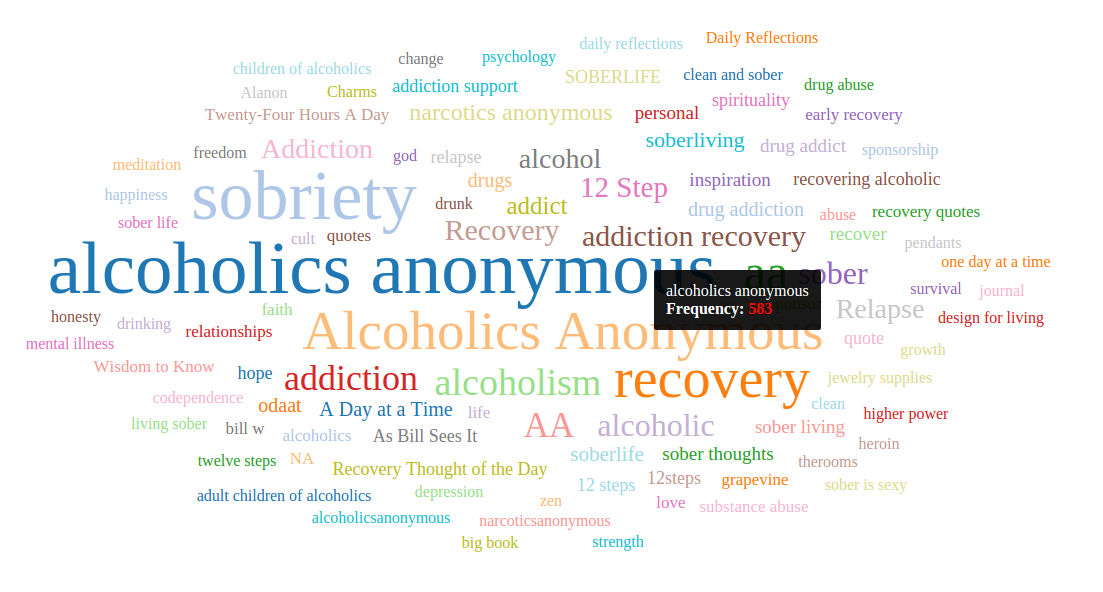 daily reflections
Daily Reflections
change
psychology
children of alcoholics
SOBERLIFE
clean and sober
addiction support
drug abuse
Alanon
Charms
spirituality
Twenty-Four Hours A Day
narcotics anonymous
personal
early recovery
soberliving
drug addict
sponsorship
freedom
Addiction
god
relapse
alcohol
meditation
drugs
12 Step
inspiration
recovering alcoholic
happiness
sobriety
drunk
addict
drug addiction
abuse
recovery quotes
sober life
cult
quotes
Recovery
addiction recovery
recover
pendants
one day at a time
alcoholics anonymous
aa
sober
survival
journal
alcoholics anonymous
Frequency: 583
faith
Relapse
honesty
drinking
relationships
Alcoholics Anonymous
design for living
mental illness
quote
growth
Wisdom to Know
hope
addiction
alcoholism
recovery
jewelry supplies
codependence
odaat
A Day at a Time
life
clean
higher power
living sober
bill w
alcoholics
As Bill Sees It
AA
alcoholic
sober living
heroin
twelve steps
NA
Recovery Thought of the Day
soberlife
sober thoughts
therooms
12 steps
12steps
grapevine
sober is sexy
adult children of alcoholics
depression
zen
love
substance abuse
alcoholicsanonymous
narcoticsanonymous
big book
strength